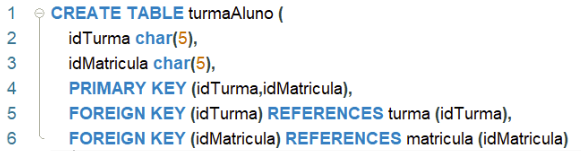 1 CREATE TABLE turmaAluno (
2 idTurma char(5),
3 idMatricula char(5),
4 PRIMARY KEY (idTurma,idMatricula),
5 FOREIGN KEY (idTurma) REFERENCES turma (idTurma),
6 FOREIGN KEY (idMatricula) REFERENCES matricula (idMatricula)